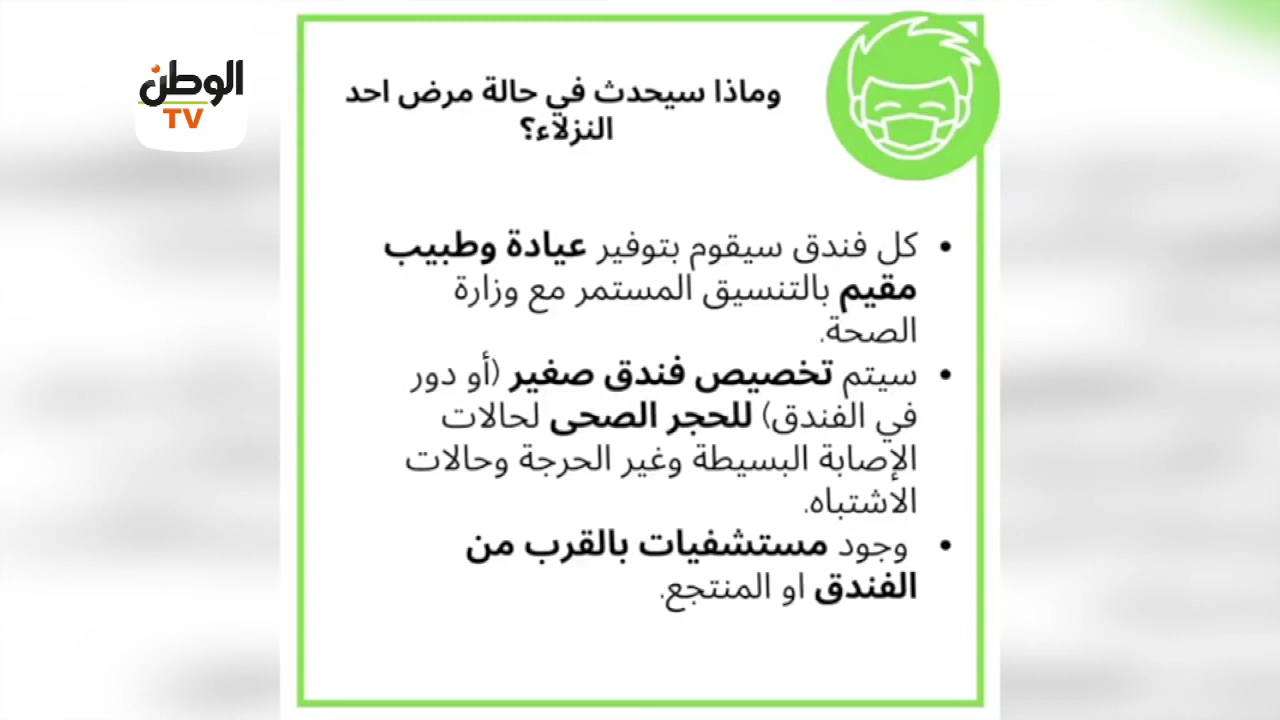 الوطن
TV
وماذا سيحدث في حالة مرض احد
النزلاء؟
• كل فندق سيقوم بتوفير عيادة وطبيب
مقيم بالتنسيق المستمر مع وزارة
الصحة.
• سيتم تخصيص فندق صغير (أو دور
في الفندق) للحجر الصحى لحالات
الإصابة البسيطة وغير الحرجة وحالات
الاشتباه.
• وجود مستشفيات بالقرب من
الفندق او المنتجع.